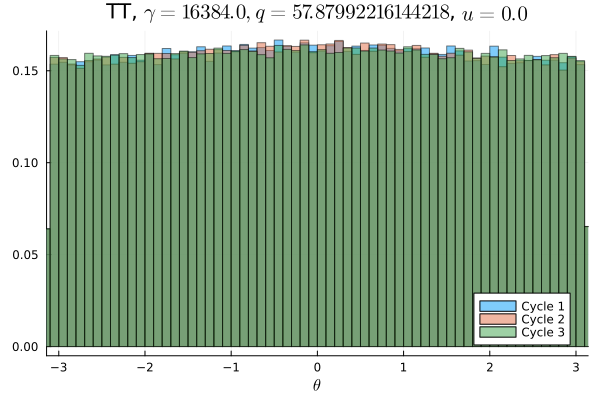 TT, γ = 16384.0, q = 57.87992216144218, u = 0.0
0.15
0.10
0.05
0.00
Cycle 1
Cycle 2
Cycle 3
−3 −2 −1 0 1 2 3
θ